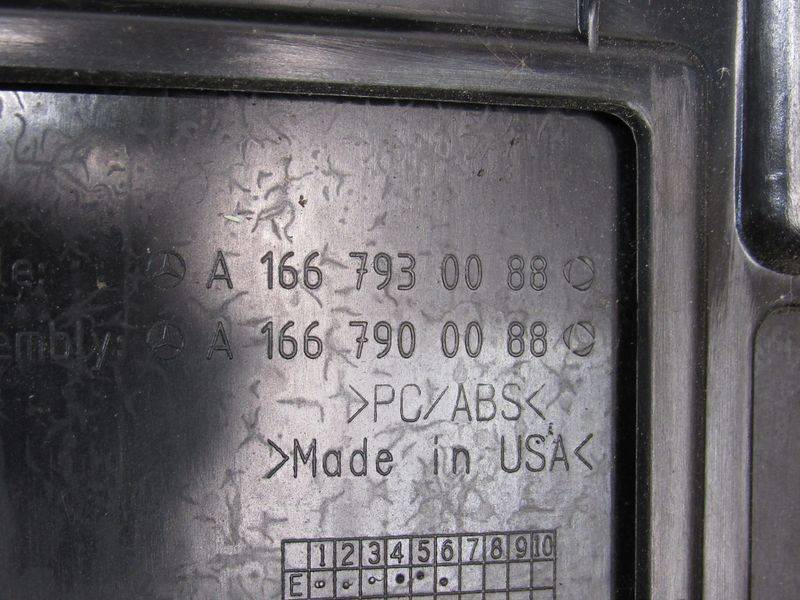 A 166 793 00 88
embly: A 166 790 00 88
>PC/ABS<
>Made in USA<
1 2 3 4 5 6 7 8 9 10
E